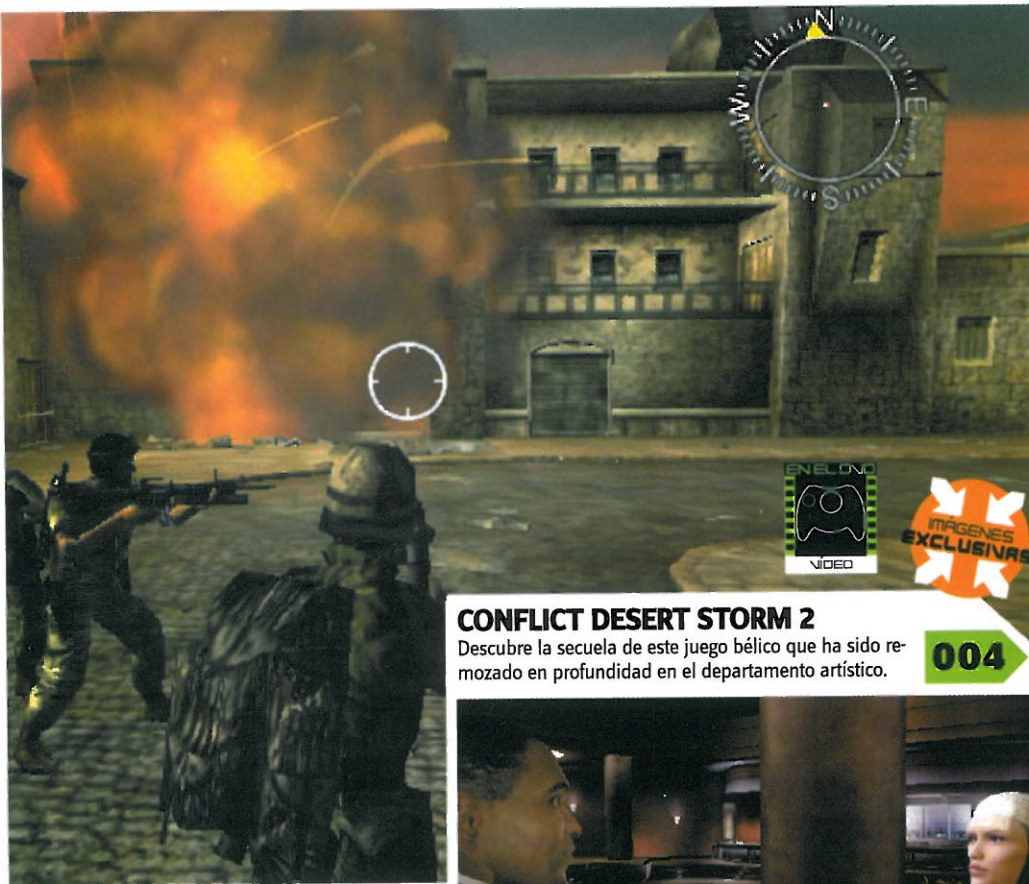 N
W
E
S
EN EL DVD
VÍDEO
IMÁGENES
EXCLUSIVAS
CONFLICT DESERT STORM 2
Descubre la secuela de este juego bélico que ha sido re-
mozado en profundidad en el departamento artístico.
004